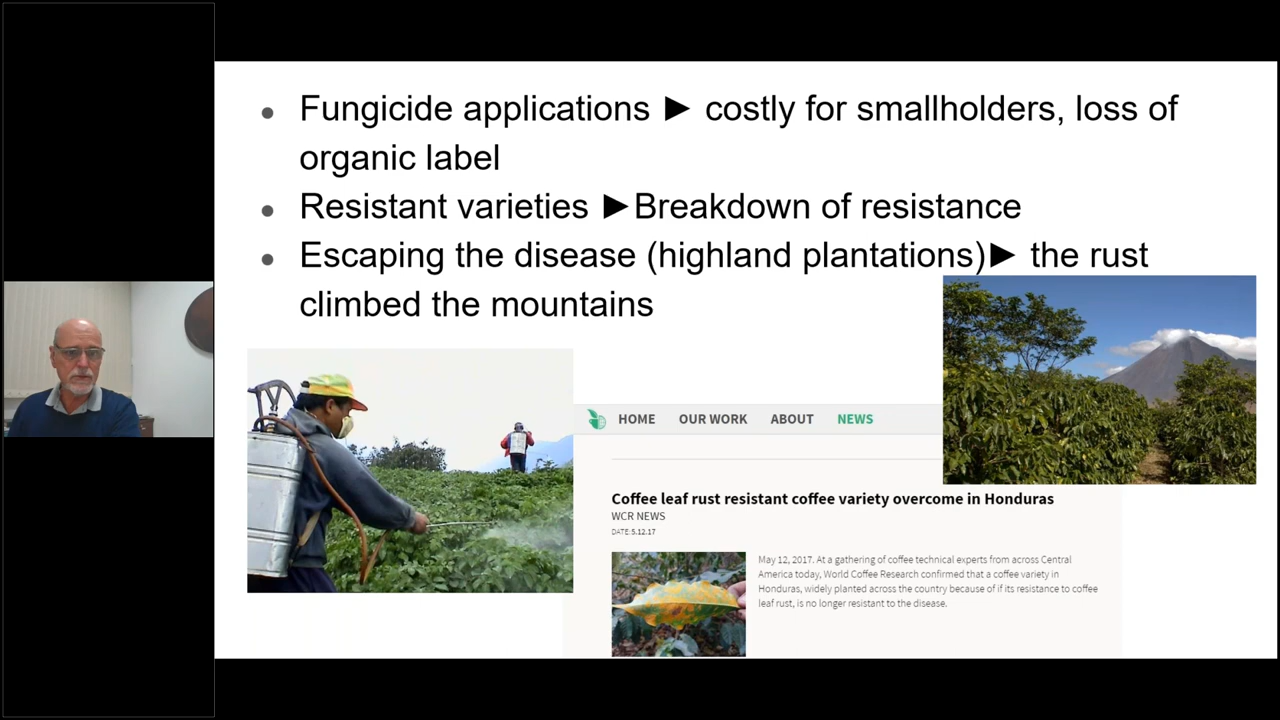 ● Fungicide applications ► costly for smallholders, loss of
organic label
● Resistant varieties ►Breakdown of resistance
● Escaping the disease (highland plantations)► the rust
climbed the mountains
HOME OUR WORK ABOUT NEWS
Coffee leaf rust resistant coffee variety overcome in Honduras
WCR NEWS
DATE:5.12.17
May 12, 2017. At a gathering of coffee technical experts from across Central
America today, World Coffee Research confirmed that a coffee variety in
Honduras, widely planted across the country because of if its resistance to coffee
leaf rust, is no longer resistant to the disease.